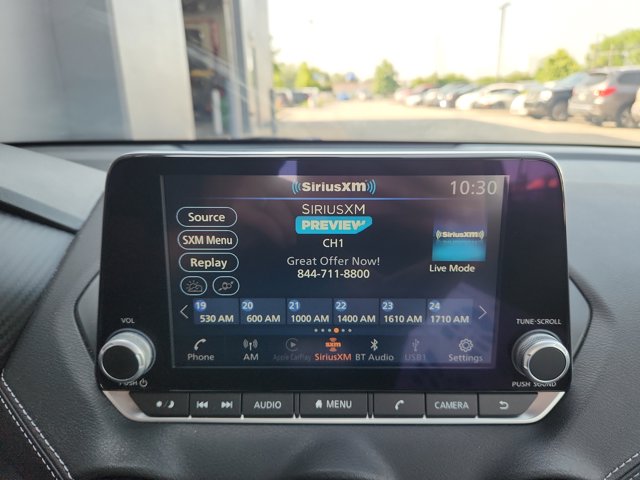 SiriusXM
10:30
Source
SIRIUSXM
PREVIEW
SXM Menu
CH1
SiriusXM
Replay
Great Offer Now!
844-711-8800
Live Mode
19 20 21 22 23 24
530 AM 600 AM 1000 AM 1400 AM 1610 AM 1710 AM
Phone AM Apple CarPlay SiriusXM BT Audio USB1 Settings
sxm
VOL
TUNE-SCROLL
PUSH
PUSH SOUND
AUDIO MENU CAMERA